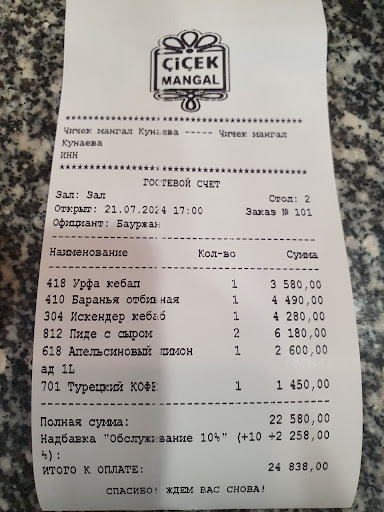 ÇİÇEK
MANGAL
Чичек мангал Кунаева ----- Чичек мангал
Кунаева
ИНН
ГОСТЕВОЙ СЧЕТ
Зал: Зал Стол: 2
Открыт: 21.07.2024 17:00 Заказ № 101
Официант: Бауржан
Наименование Кол-во Сумма
418 Урфа кебап 1 3 580,00
410 Баранья отбивная 1 4 490,00
304 Искендер кебаб 1 4 280,00
812 Пиде с сыром 2 6 180,00
618 Апельсиновый лимон 1 2 600,00
ад 1L
701 Турецкий КОФЕ 1 1 450,00
Полная сумма: 22 580,00
Надбавка "Обслуживание 10%" (+10 +2 258,00
%):
ИТОГО К ОПЛАТЕ: 24 838,00
СПАСИБО! ЖДЕМ ВАС СНОВА!